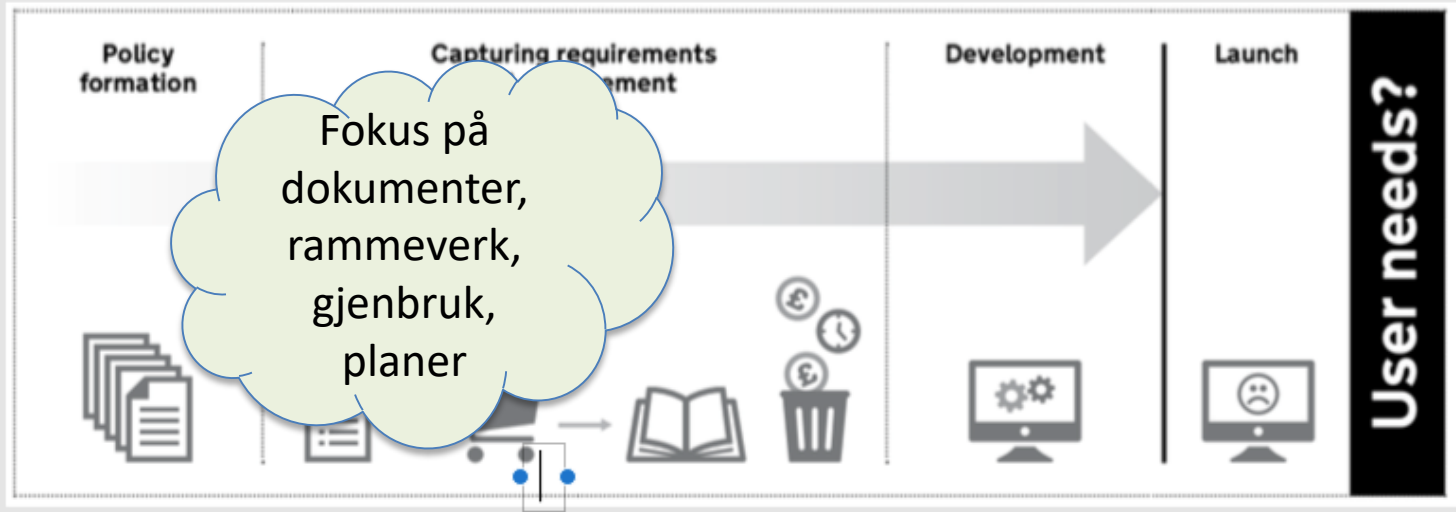 Policy
formation
Capturing requirements
ement
Fokus på
dokumenter,
rammeverk,
gjenbruk,
planer
Development
Launch
User needs?